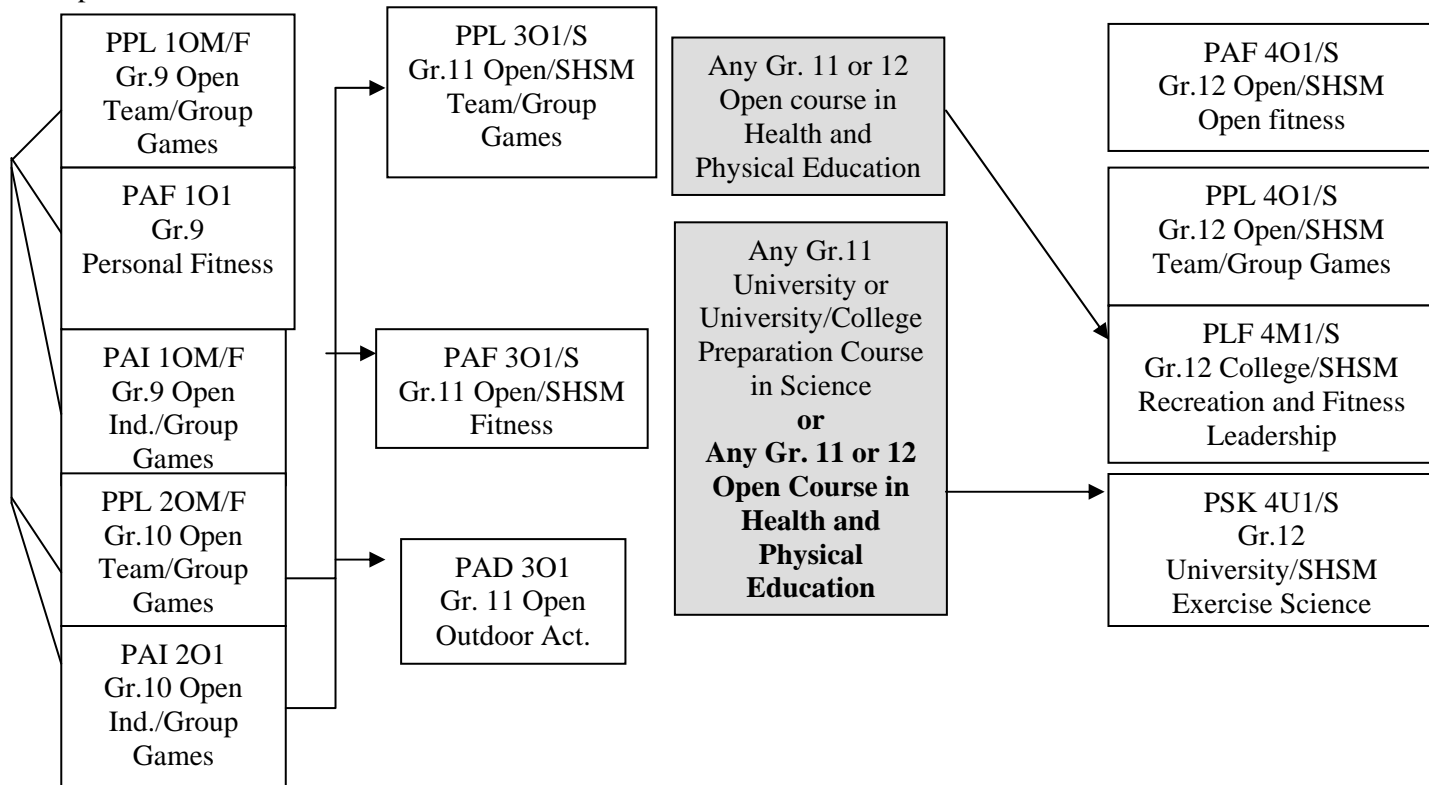 PPL 1OM/F
Gr.9 Open
Team/Group
Games
PAF 1O1
Gr.9
Personal Fitness
PAI 1OM/F
Gr.9 Open
Ind./Group
Games
PPL 2OM/F
Gr.10 Open
Team/Group
Games
PAI 2O1
Gr.10 Open
Ind./Group
Games
PPL 3O1/S
Gr.11 Open/SHSM
Team/Group
Games
PAF 3O1/S
Gr.11 Open/SHSM
Fitness
PAD 3O1
Gr. 11 Open
Outdoor Act.
Any Gr. 11 or 12
Open course in
Health and
Physical Education
Any Gr.11
University or
University/College
Preparation Course
in Science
or
Any Gr. 11 or 12
Open Course in
Health and
Physical
Education
PAF 4O1/S
Gr.12 Open/SHSM
Open fitness
PPL 4O1/S
Gr.12 Open/SHSM
Team/Group Games
PLF 4M1/S
Gr.12 College/SHSM
Recreation and Fitness
Leadership
PSK 4U1/S
Gr.12
University/SHSM
Exercise Science